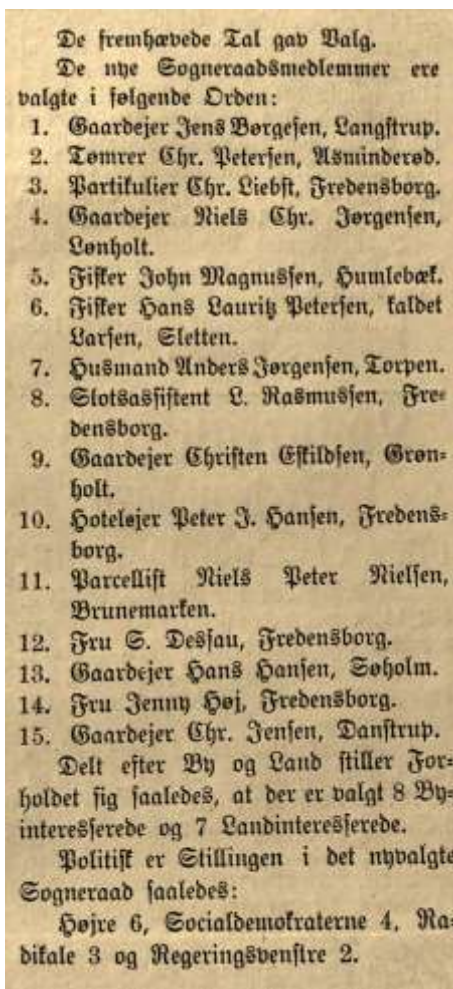 De fremhævede Tal gav Valg.
De nye Sogneraadsmedlemmer ere
valgte i følgende Orden:
1. Gaardejer Jens Børgesen, Langstrup.
2. Tømrer Chr. Petersen, Asminderød.
3. Partikulier Chr. Liebst, Fredensborg.
4. Gaardejer Niels Chr. Jørgensen,
Lønholt.
5. Fisker John Magnussen, Humlebæk.
6. Fisker Hans Lauritz Petersen, kaldet
Larsen, Sletten.
7. Husmand Anders Jørgensen, Torpen.
8. Slotsassistent L. Rasmussen, Fre-
densborg.
9. Gaardejer Christen Eskildsen, Grøn-
holt.
10. Hotelejer Peter J. Hansen, Fredens-
borg.
11. Parcellist Niels Peter Nielsen,
Brunemarken.
12. Fru S. Dessau, Fredensborg.
13. Gaardejer Hans Hansen, Søholm.
14. Fru Jenny Høj, Fredensborg.
15. Gaardejer Chr. Jensen, Danstrup.
Delt efter By og Land stiller For-
holdet sig saaledes, at der er valgt 8 By-
interesserede og 7 Landinteresserede.
Politisk er Stillingen i det nyvalgte
Sogneraad saaledes:
Højre 6, Socialdemokraterne 4, Ra-
dikale 3 og Regeringsvenstre 2.